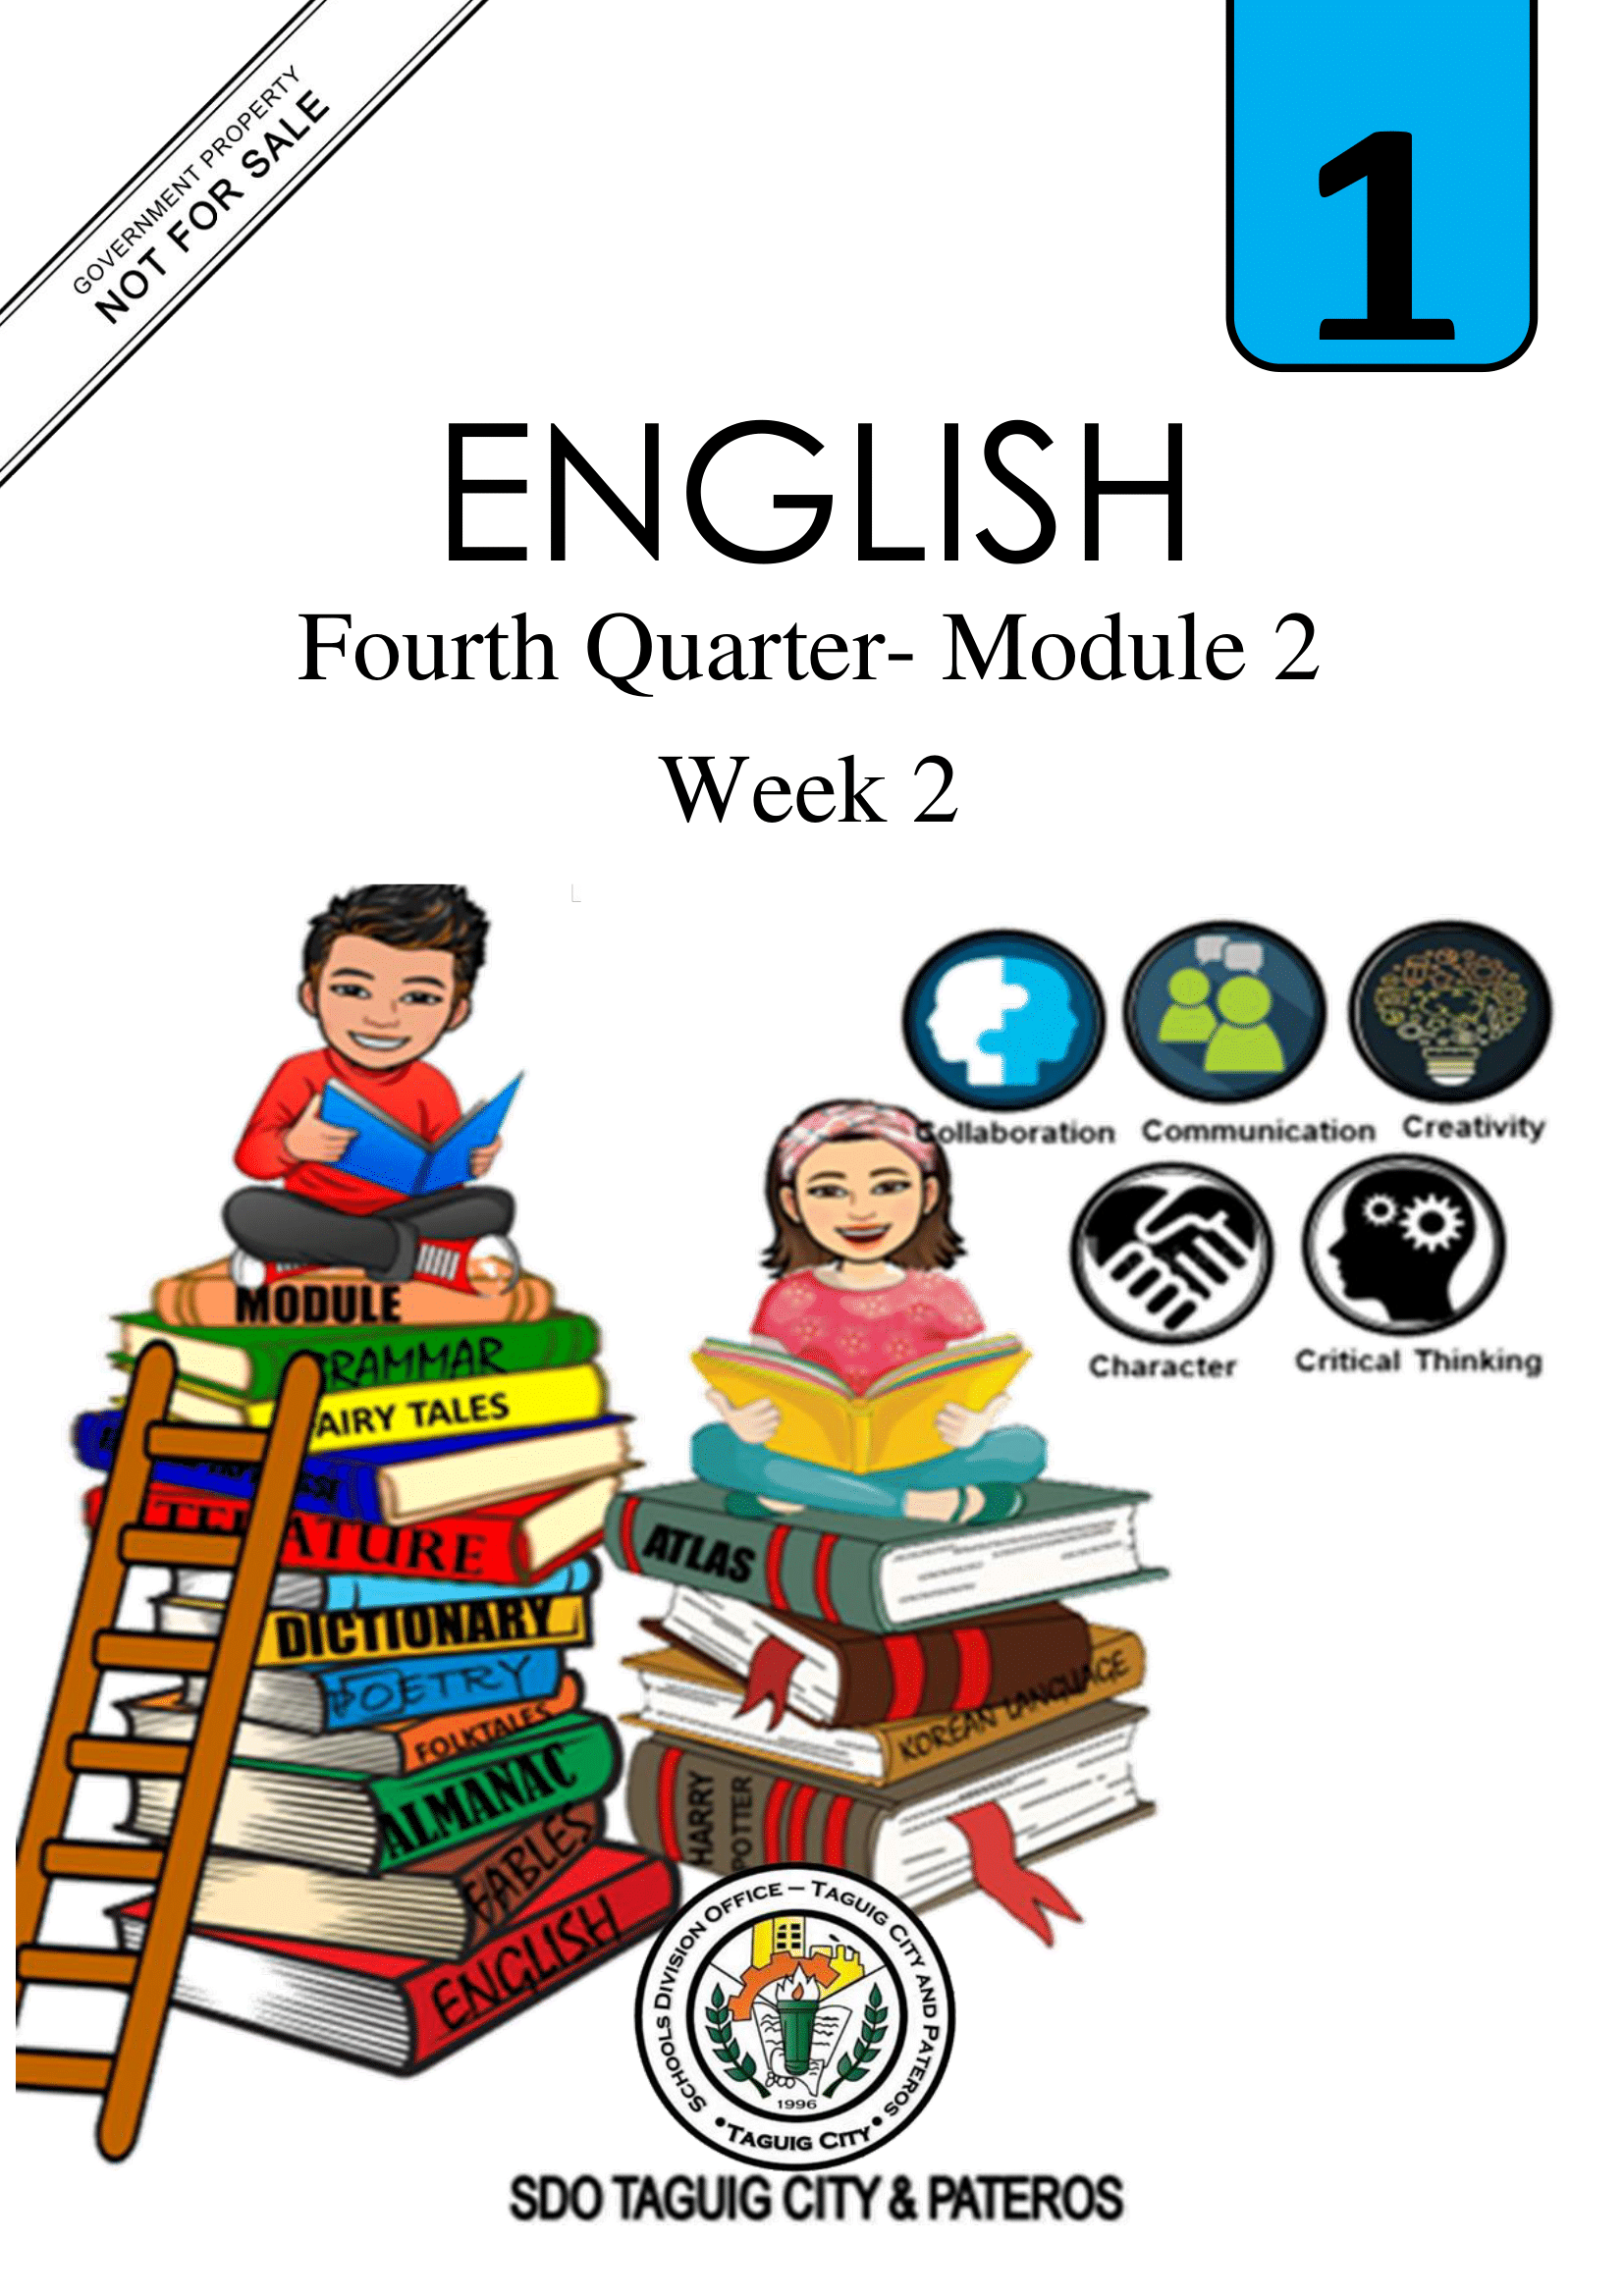 GOVERNMENT PROPERTY
NOT FOR SALE
1
ENGLISH
Fourth Quarter- Module 2
Week 2
Collaboration
Communication
Creativity
Character
Critical Thinking
MODULE
GRAMMAR
FAIRY TALES
LITERATURE
DICTIONARY
POETRY
FOLKTALES
ALMANAC
FABLES
ENGLISH
ATLAS
KOREAN LANGUAGE
HARRY
POTTER
SCHOOLS DIVISION OFFICE – TAGUIG CITY AND PATEROS
1996
•TAGUIG CITY•
SDO TAGUIG CITY & PATEROS